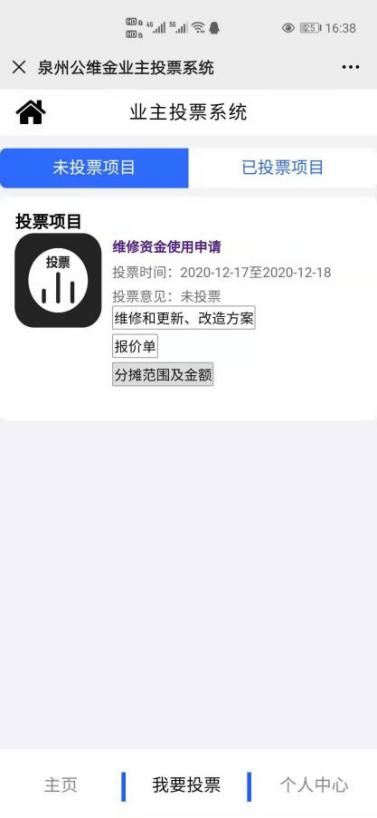 HD 4G 5G 25 16:38
泉州公维金业主投票系统
业主投票系统
未投票项目 已投票项目
投票项目
投票
维修资金使用申请
投票时间：2020-12-17至2020-12-18
投票意见：未投票
维修和更新、改造方案
报价单
分摊范围及金额
主页 我要投票 个人中心